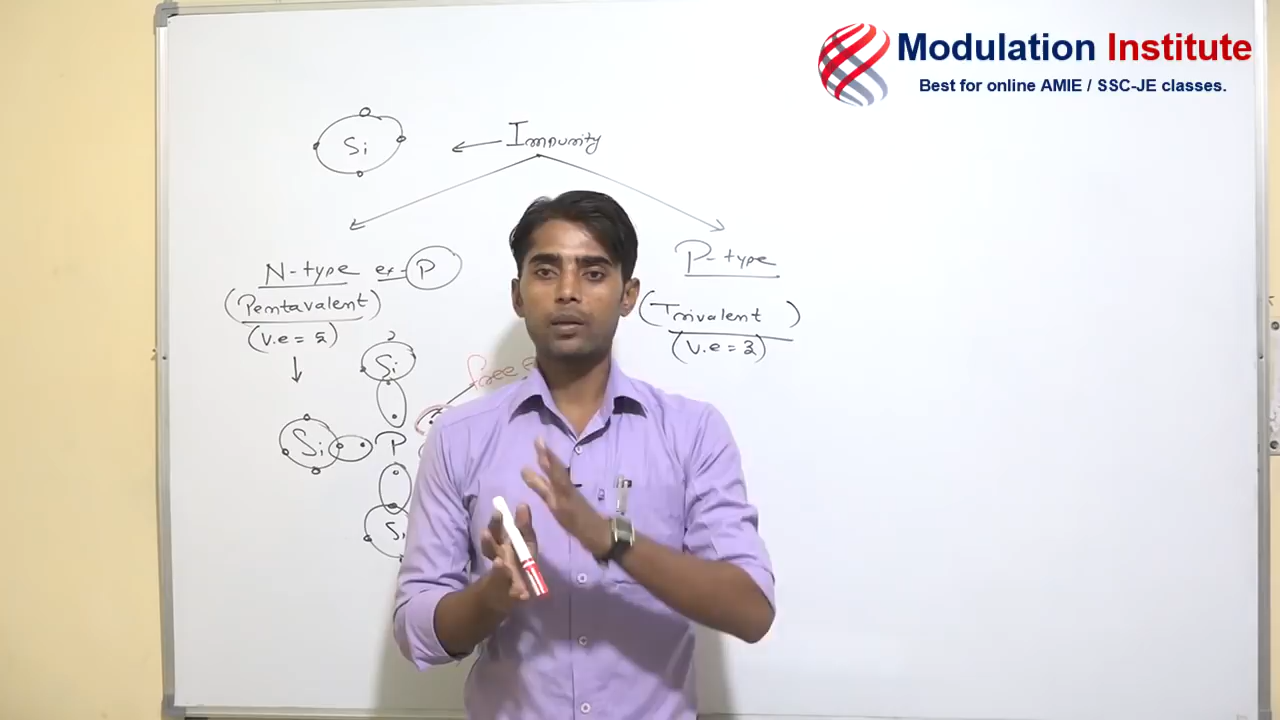 Modulation Institute
Best for online AMIE / SSC-JE classes.
Si
Impurity
N-type ex- P
(Pentavalent)
(V.e = 5)
P-type
(Trivalent)
(V.e = 3)
Si
free
Si
P
Si